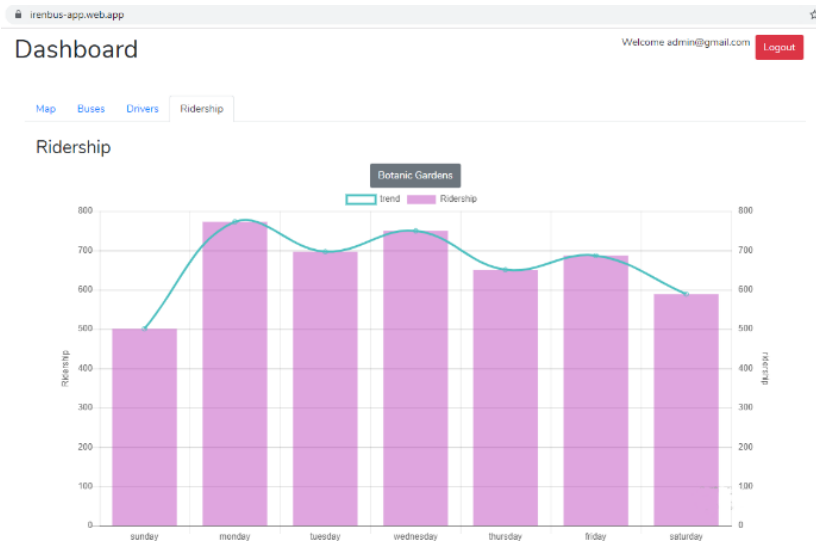 irenbus-app.web.app
Dashboard
Welcome admin@gmail.com Logout
Map Buses Drivers Ridership
Ridership
Botanic Gardens
trend Ridership
800 800
700 700
600 600
500 500
400 400
300 300
200 200
100 100
0 0
Ridership
ridership
sunday monday tuesday wednesday thursday friday saturday